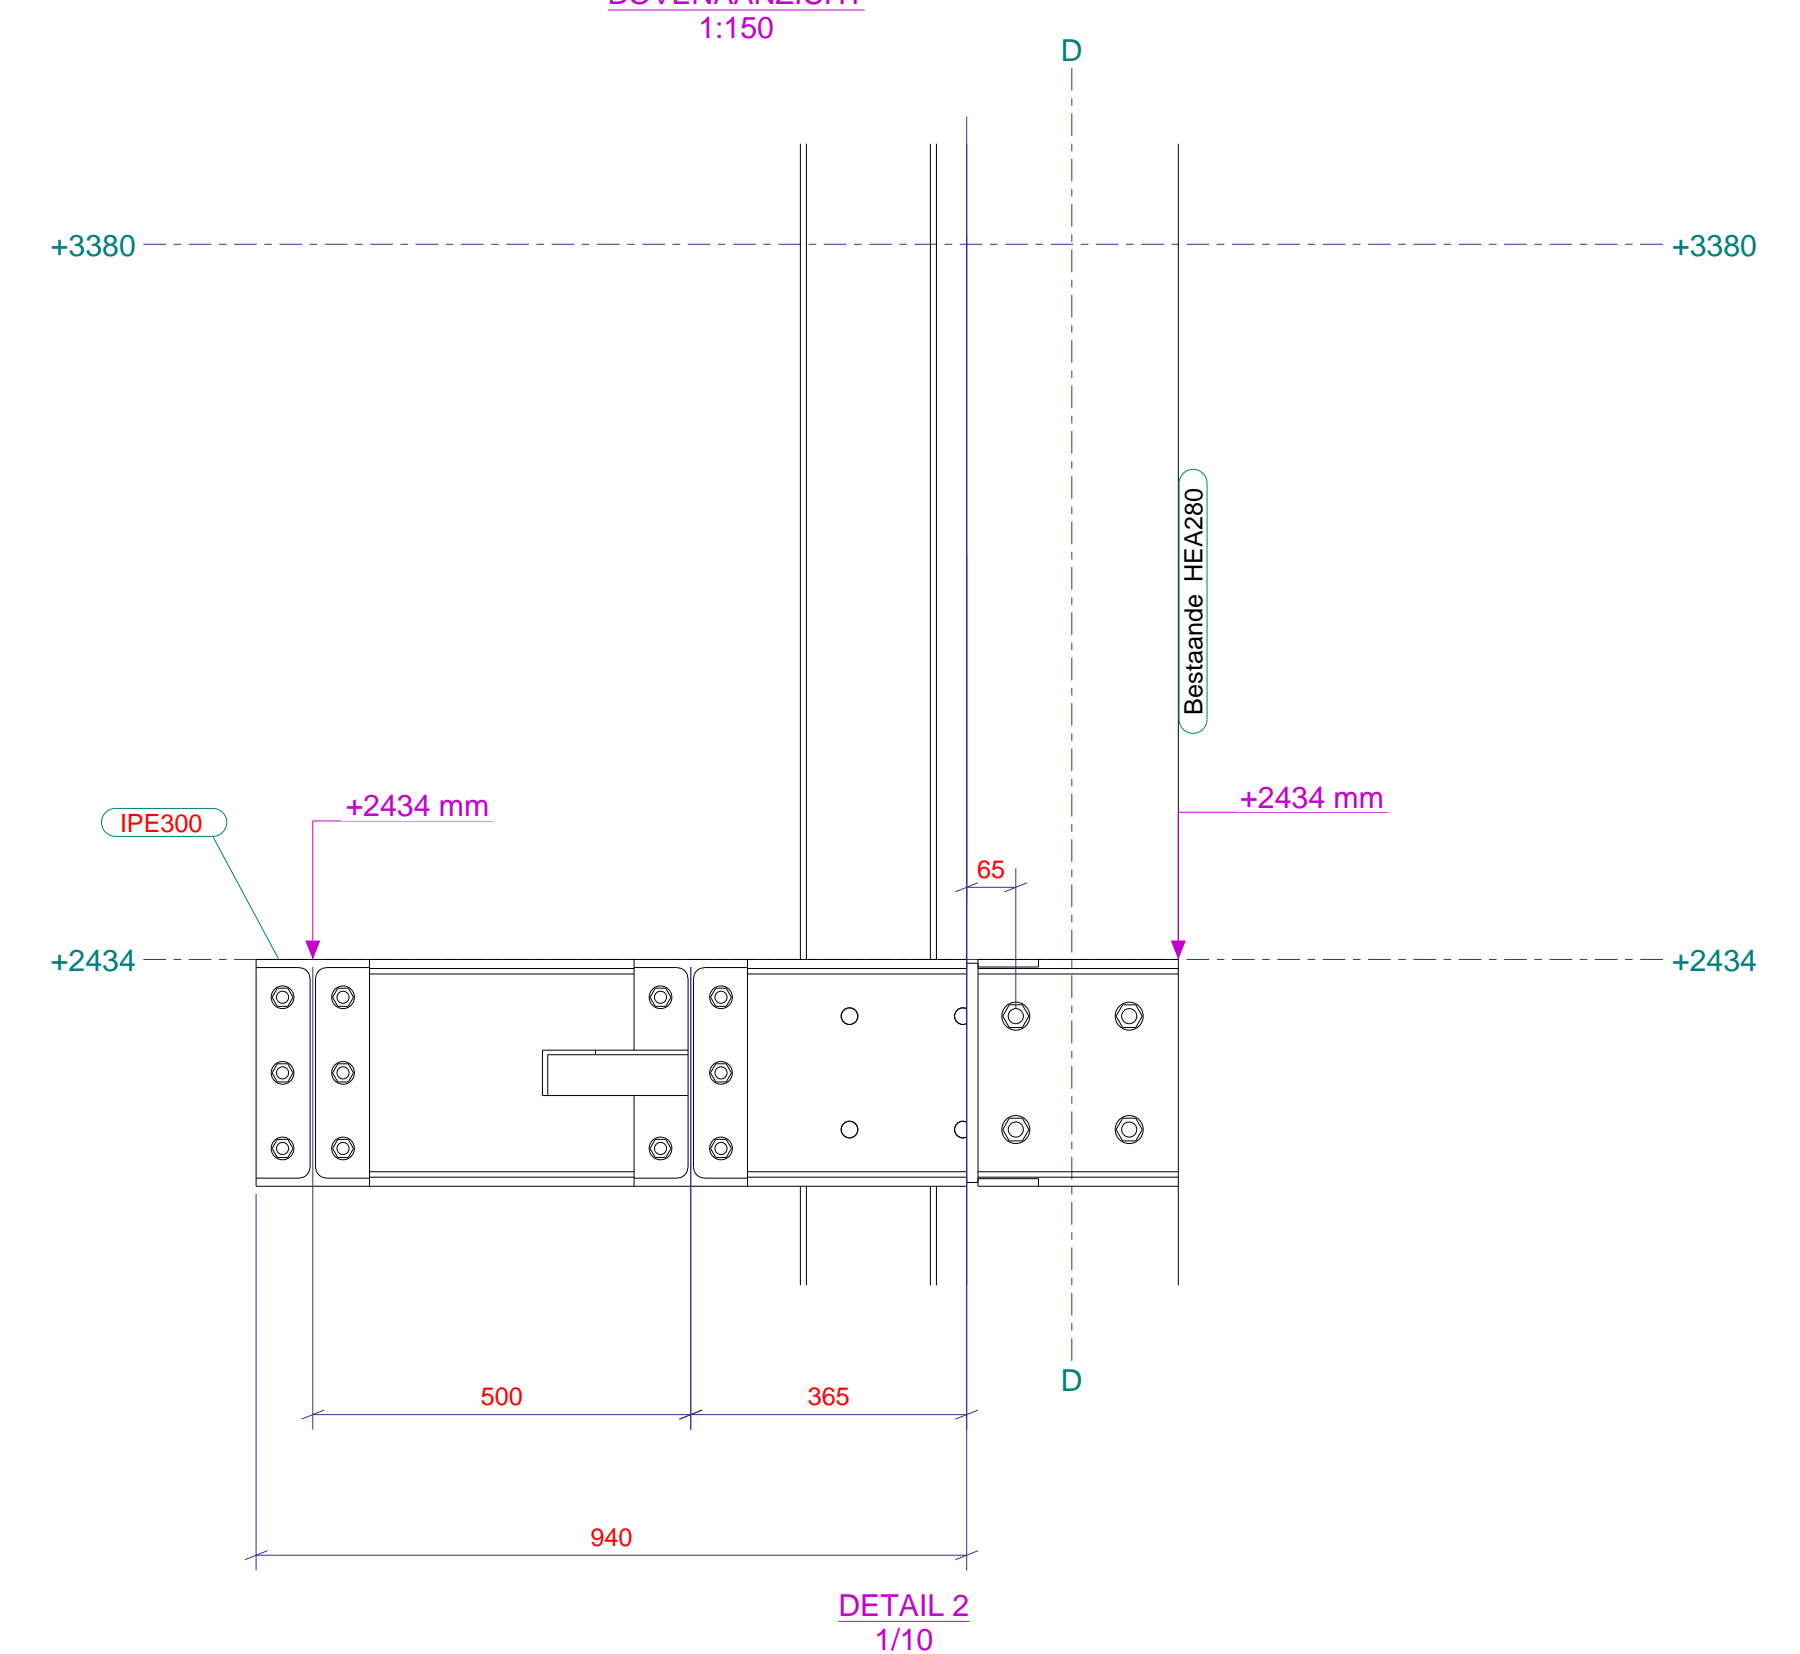 BOVENAANZICHT
1:150
D
+3380
+3380
Bestaande HEA280
+2434 mm
+2434 mm
IPE300
65
+2434
+2434
D
500
365
940
DETAIL 2
1/10